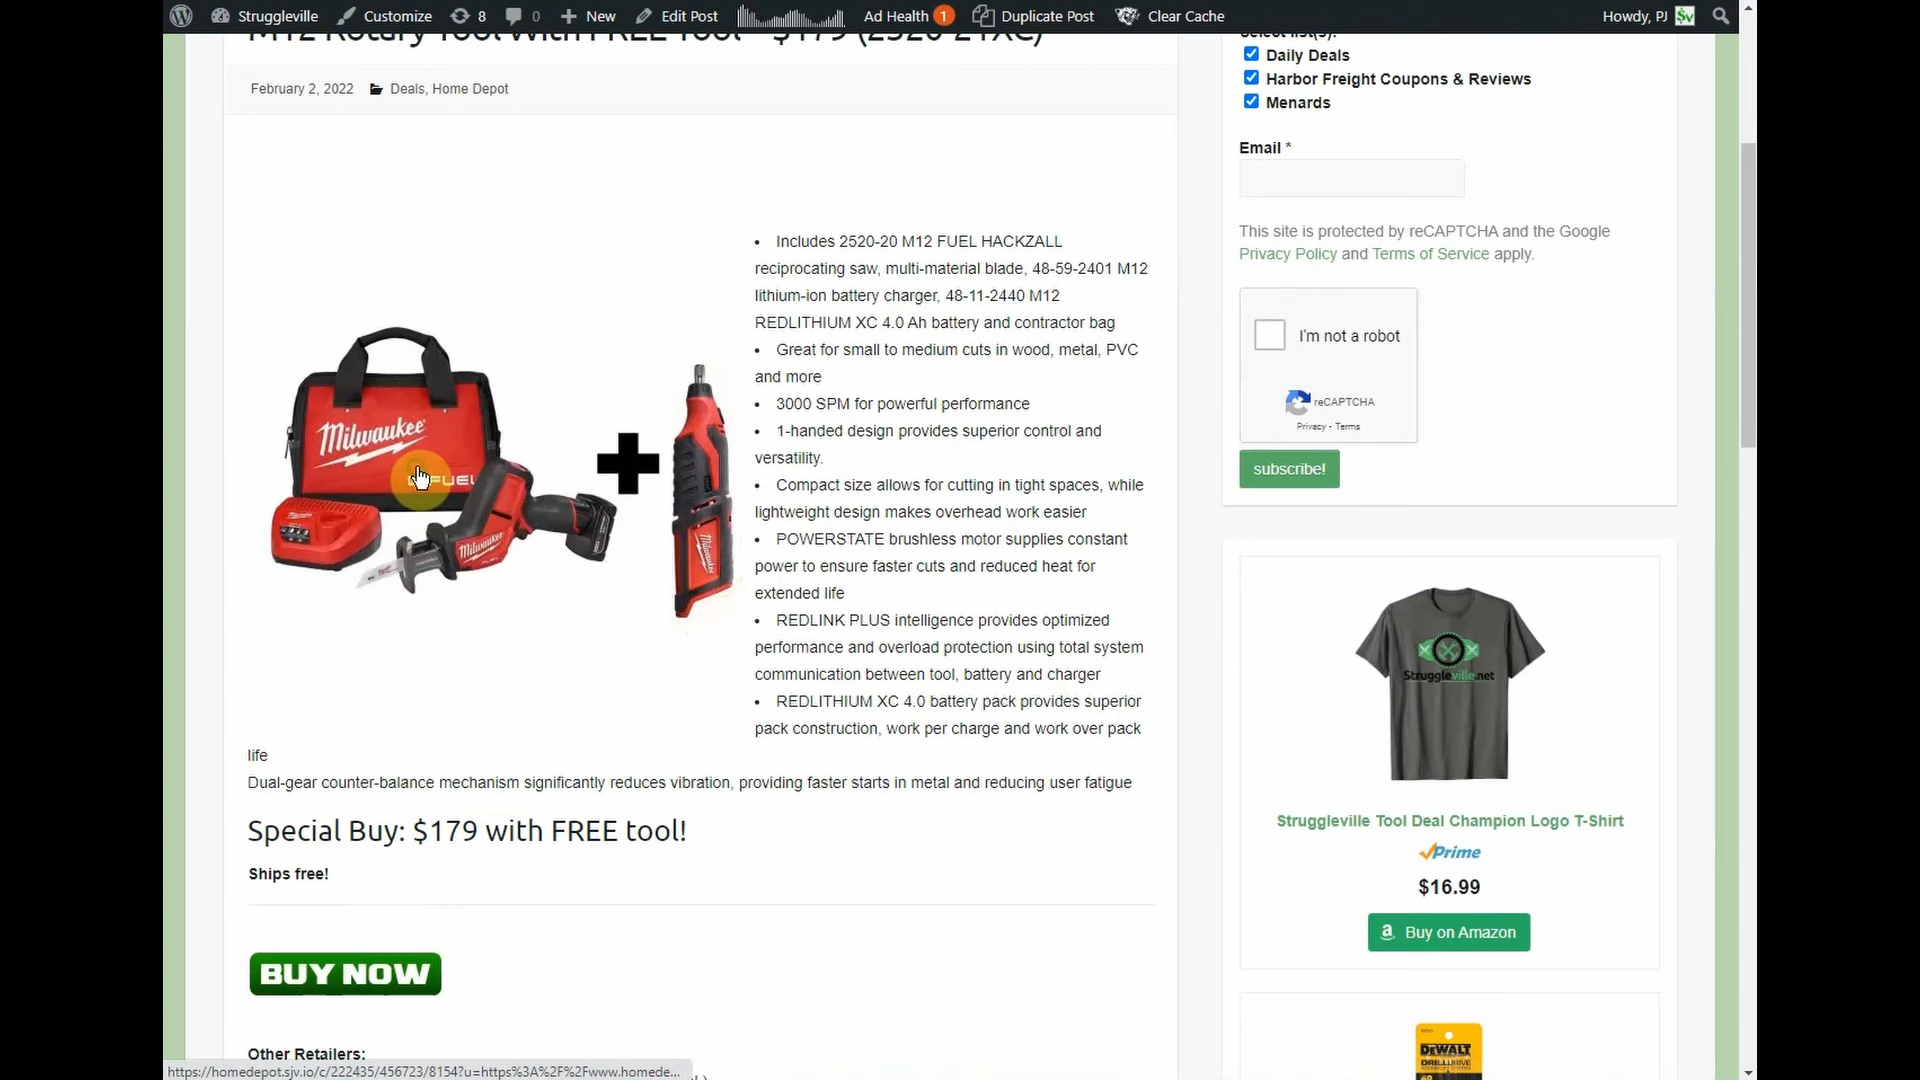 Struggleville
Customize
8
0
New
Edit Post
Ad Health 1
Duplicate Post
Clear Cache
Howdy, PJ
M12 Rotary Tool With FREE Tool - $179 (2520-21XC)
February 2, 2022
Deals, Home Depot
• Includes 2520-20 M12 FUEL HACKZALL
reciprocating saw, multi-material blade, 48-59-2401 M12
lithium-ion battery charger, 48-11-2440 M12
REDLITHIUM XC 4.0 Ah battery and contractor bag
• Great for small to medium cuts in wood, metal, PVC
and more
• 3000 SPM for powerful performance
• 1-handed design provides superior control and
versatility.
• Compact size allows for cutting in tight spaces, while
lightweight design makes overhead work easier
• POWERSTATE brushless motor supplies constant
power to ensure faster cuts and reduced heat for
extended life
• REDLINK PLUS intelligence provides optimized
performance and overload protection using total system
communication between tool, battery and charger
• REDLITHIUM XC 4.0 battery pack provides superior
pack construction, work per charge and work over pack
life
Dual-gear counter-balance mechanism significantly reduces vibration, providing faster starts in metal and reducing user fatigue
Milwaukee
FUEL
Milwaukee
Milwaukee
Special Buy: $179 with FREE tool!
Ships free!
BUY NOW
Other Retailers:
https://homedepot.sjv.io/c/222435/456723/8154?u=https%3A%2F%2Fwww.homede...
Select list(s):
Daily Deals
Harbor Freight Coupons & Reviews
Menards
Email *
This site is protected by reCAPTCHA and the Google
Privacy Policy and Terms of Service apply.
I'm not a robot
reCAPTCHA
Privacy - Terms
subscribe!
Struggleville.net
Struggleville Tool Deal Champion Logo T-Shirt
Prime
$16.99
Buy on Amazon
DEWALT